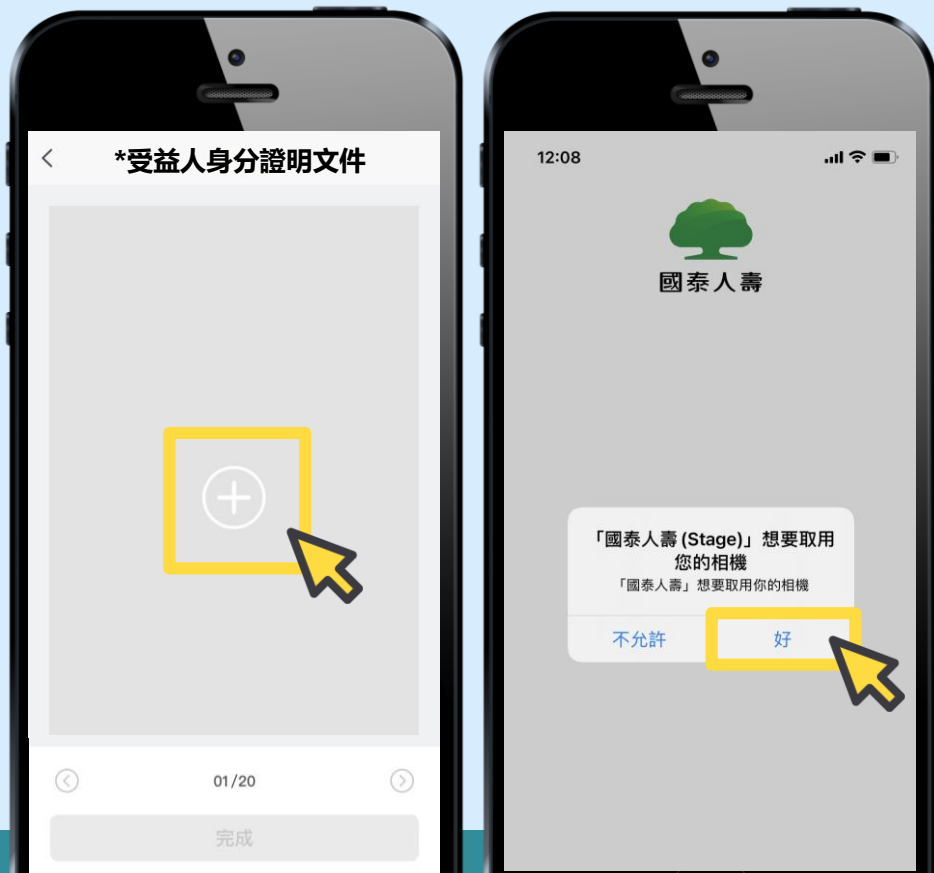 *受益人身分證明文件
01/20
完成
12:08
國泰人壽
「國泰人壽(Stage)」想要取用
您的相機
「國泰人壽」想要取用你的相機
不允許
好